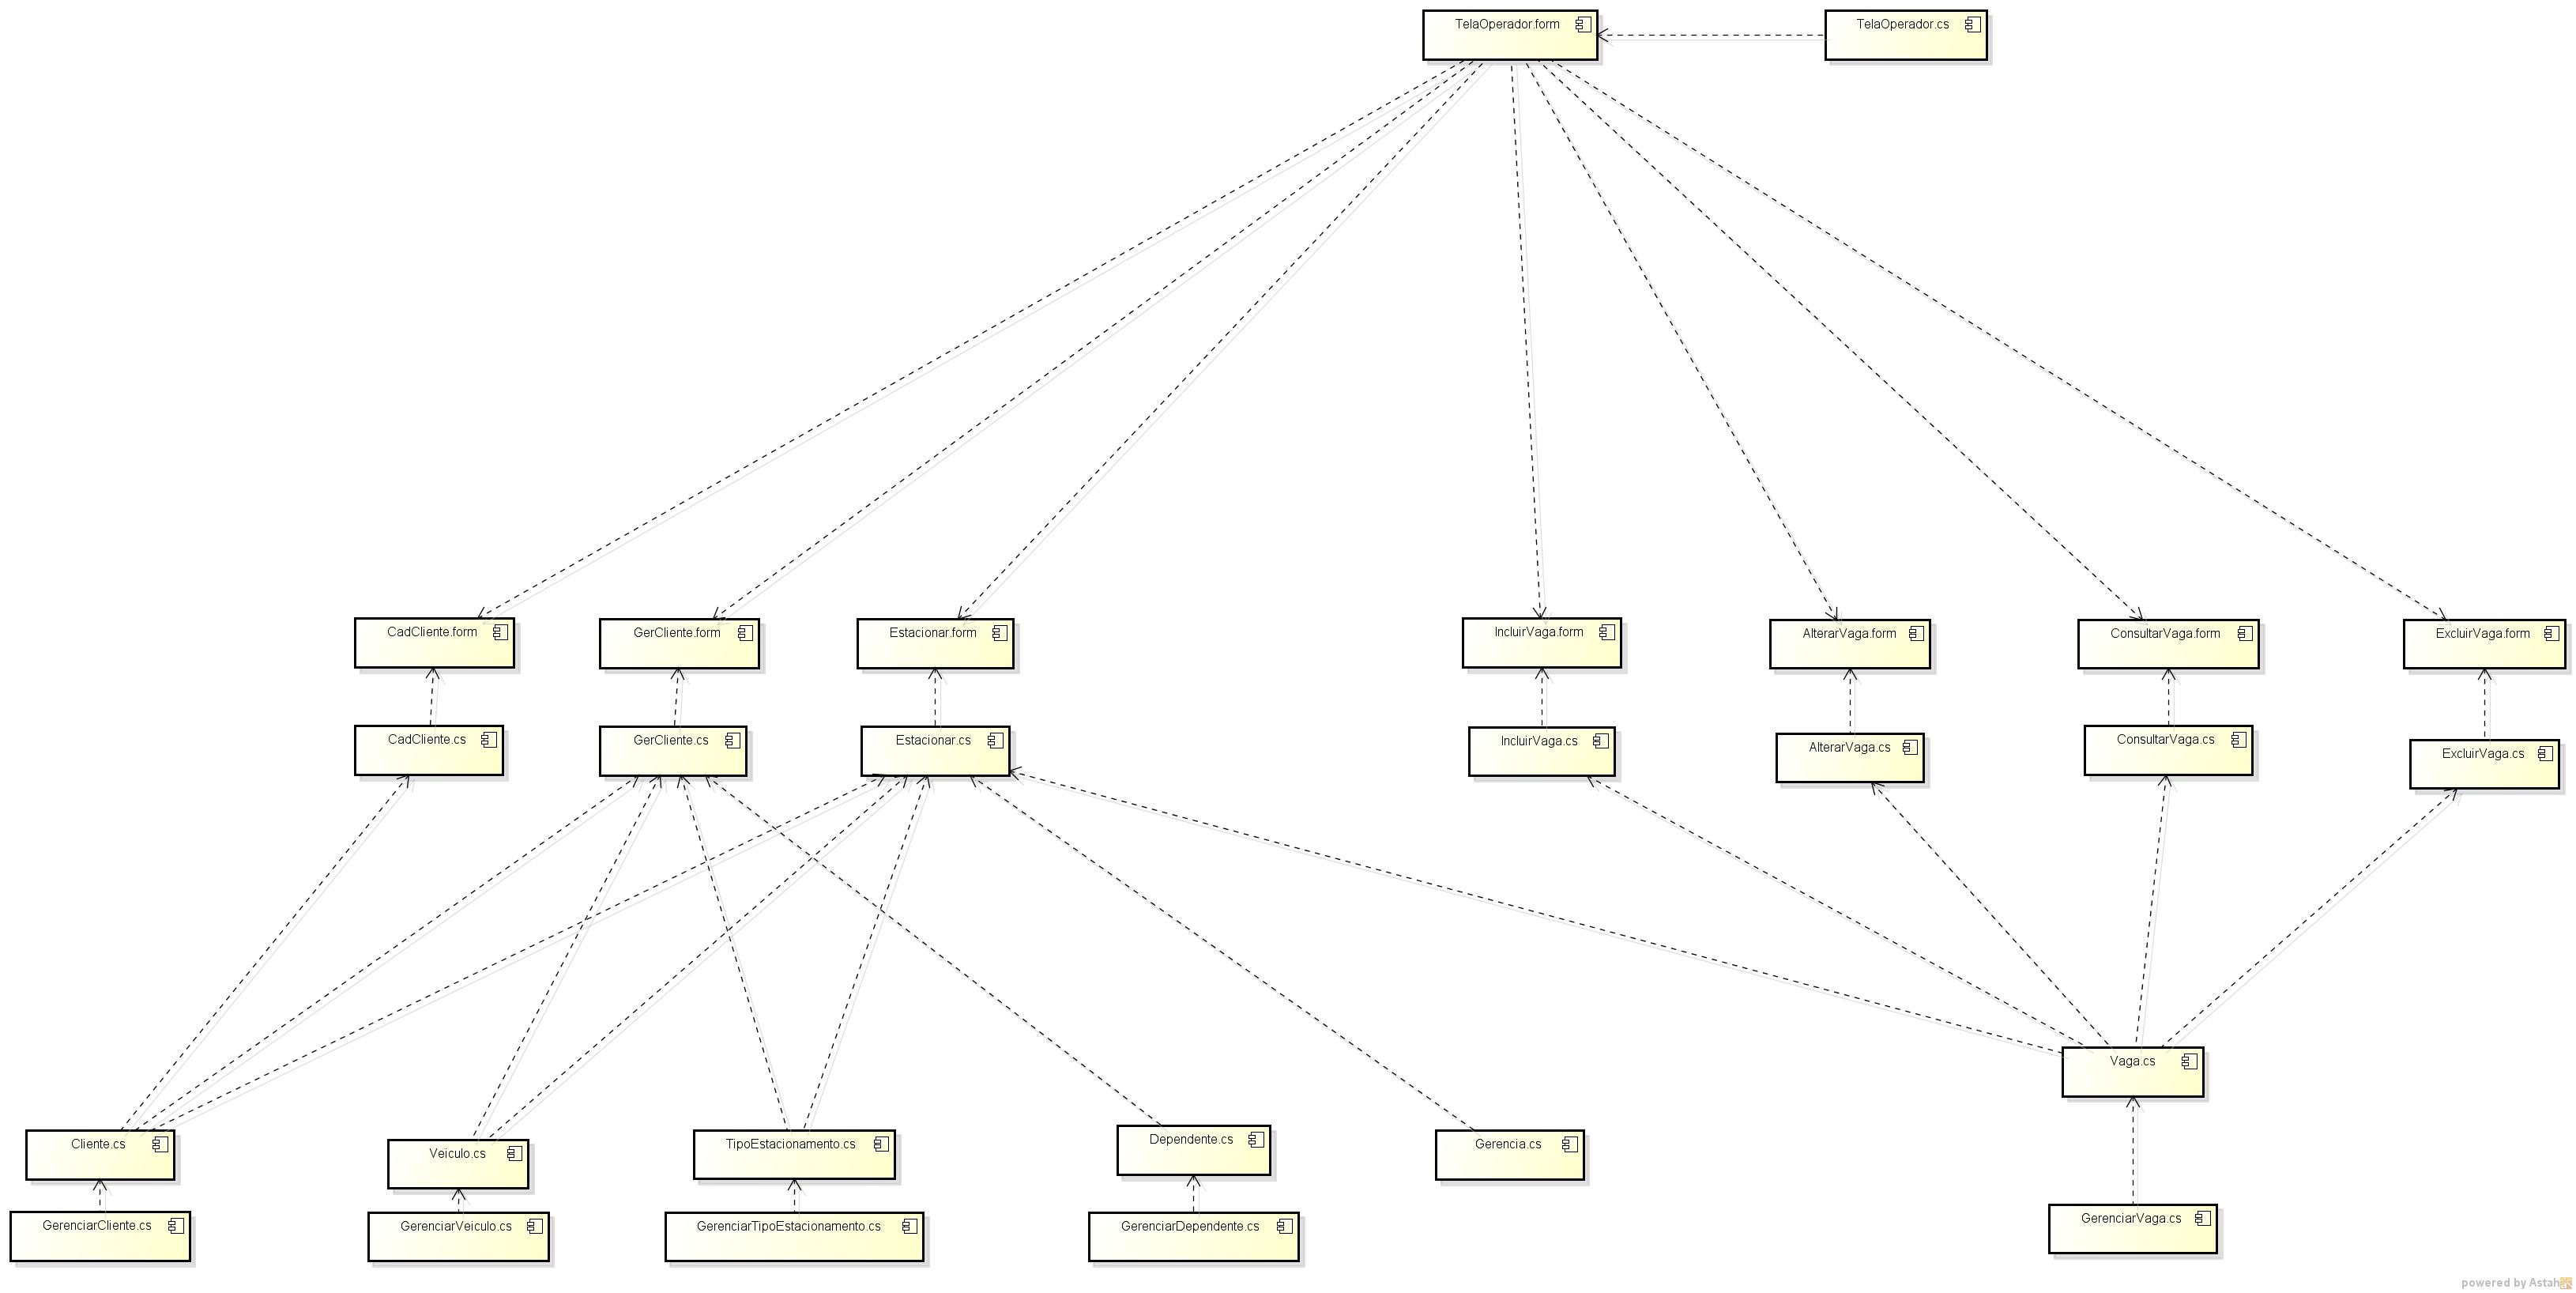 TelaOperador.form
TelaOperador.cs
CadCliente.form
GerCliente.form
Estacionar.form
IncluirVaga.form
AlterarVaga.form
ConsultarVaga.form
ExcluirVaga.form
CadCliente.cs
GerCliente.cs
Estacionar.cs
IncluirVaga.cs
AlterarVaga.cs
ConsultarVaga.cs
ExcluirVaga.cs
Vaga.cs
Cliente.cs
Veiculo.cs
TipoEstacionamento.cs
Dependente.cs
Gerencia.cs
GerenciarCliente.cs
GerenciarVeiculo.cs
GerenciarTipoEstacionamento.cs
GerenciarDependente.cs
GerenciarVaga.cs
powered by Astah